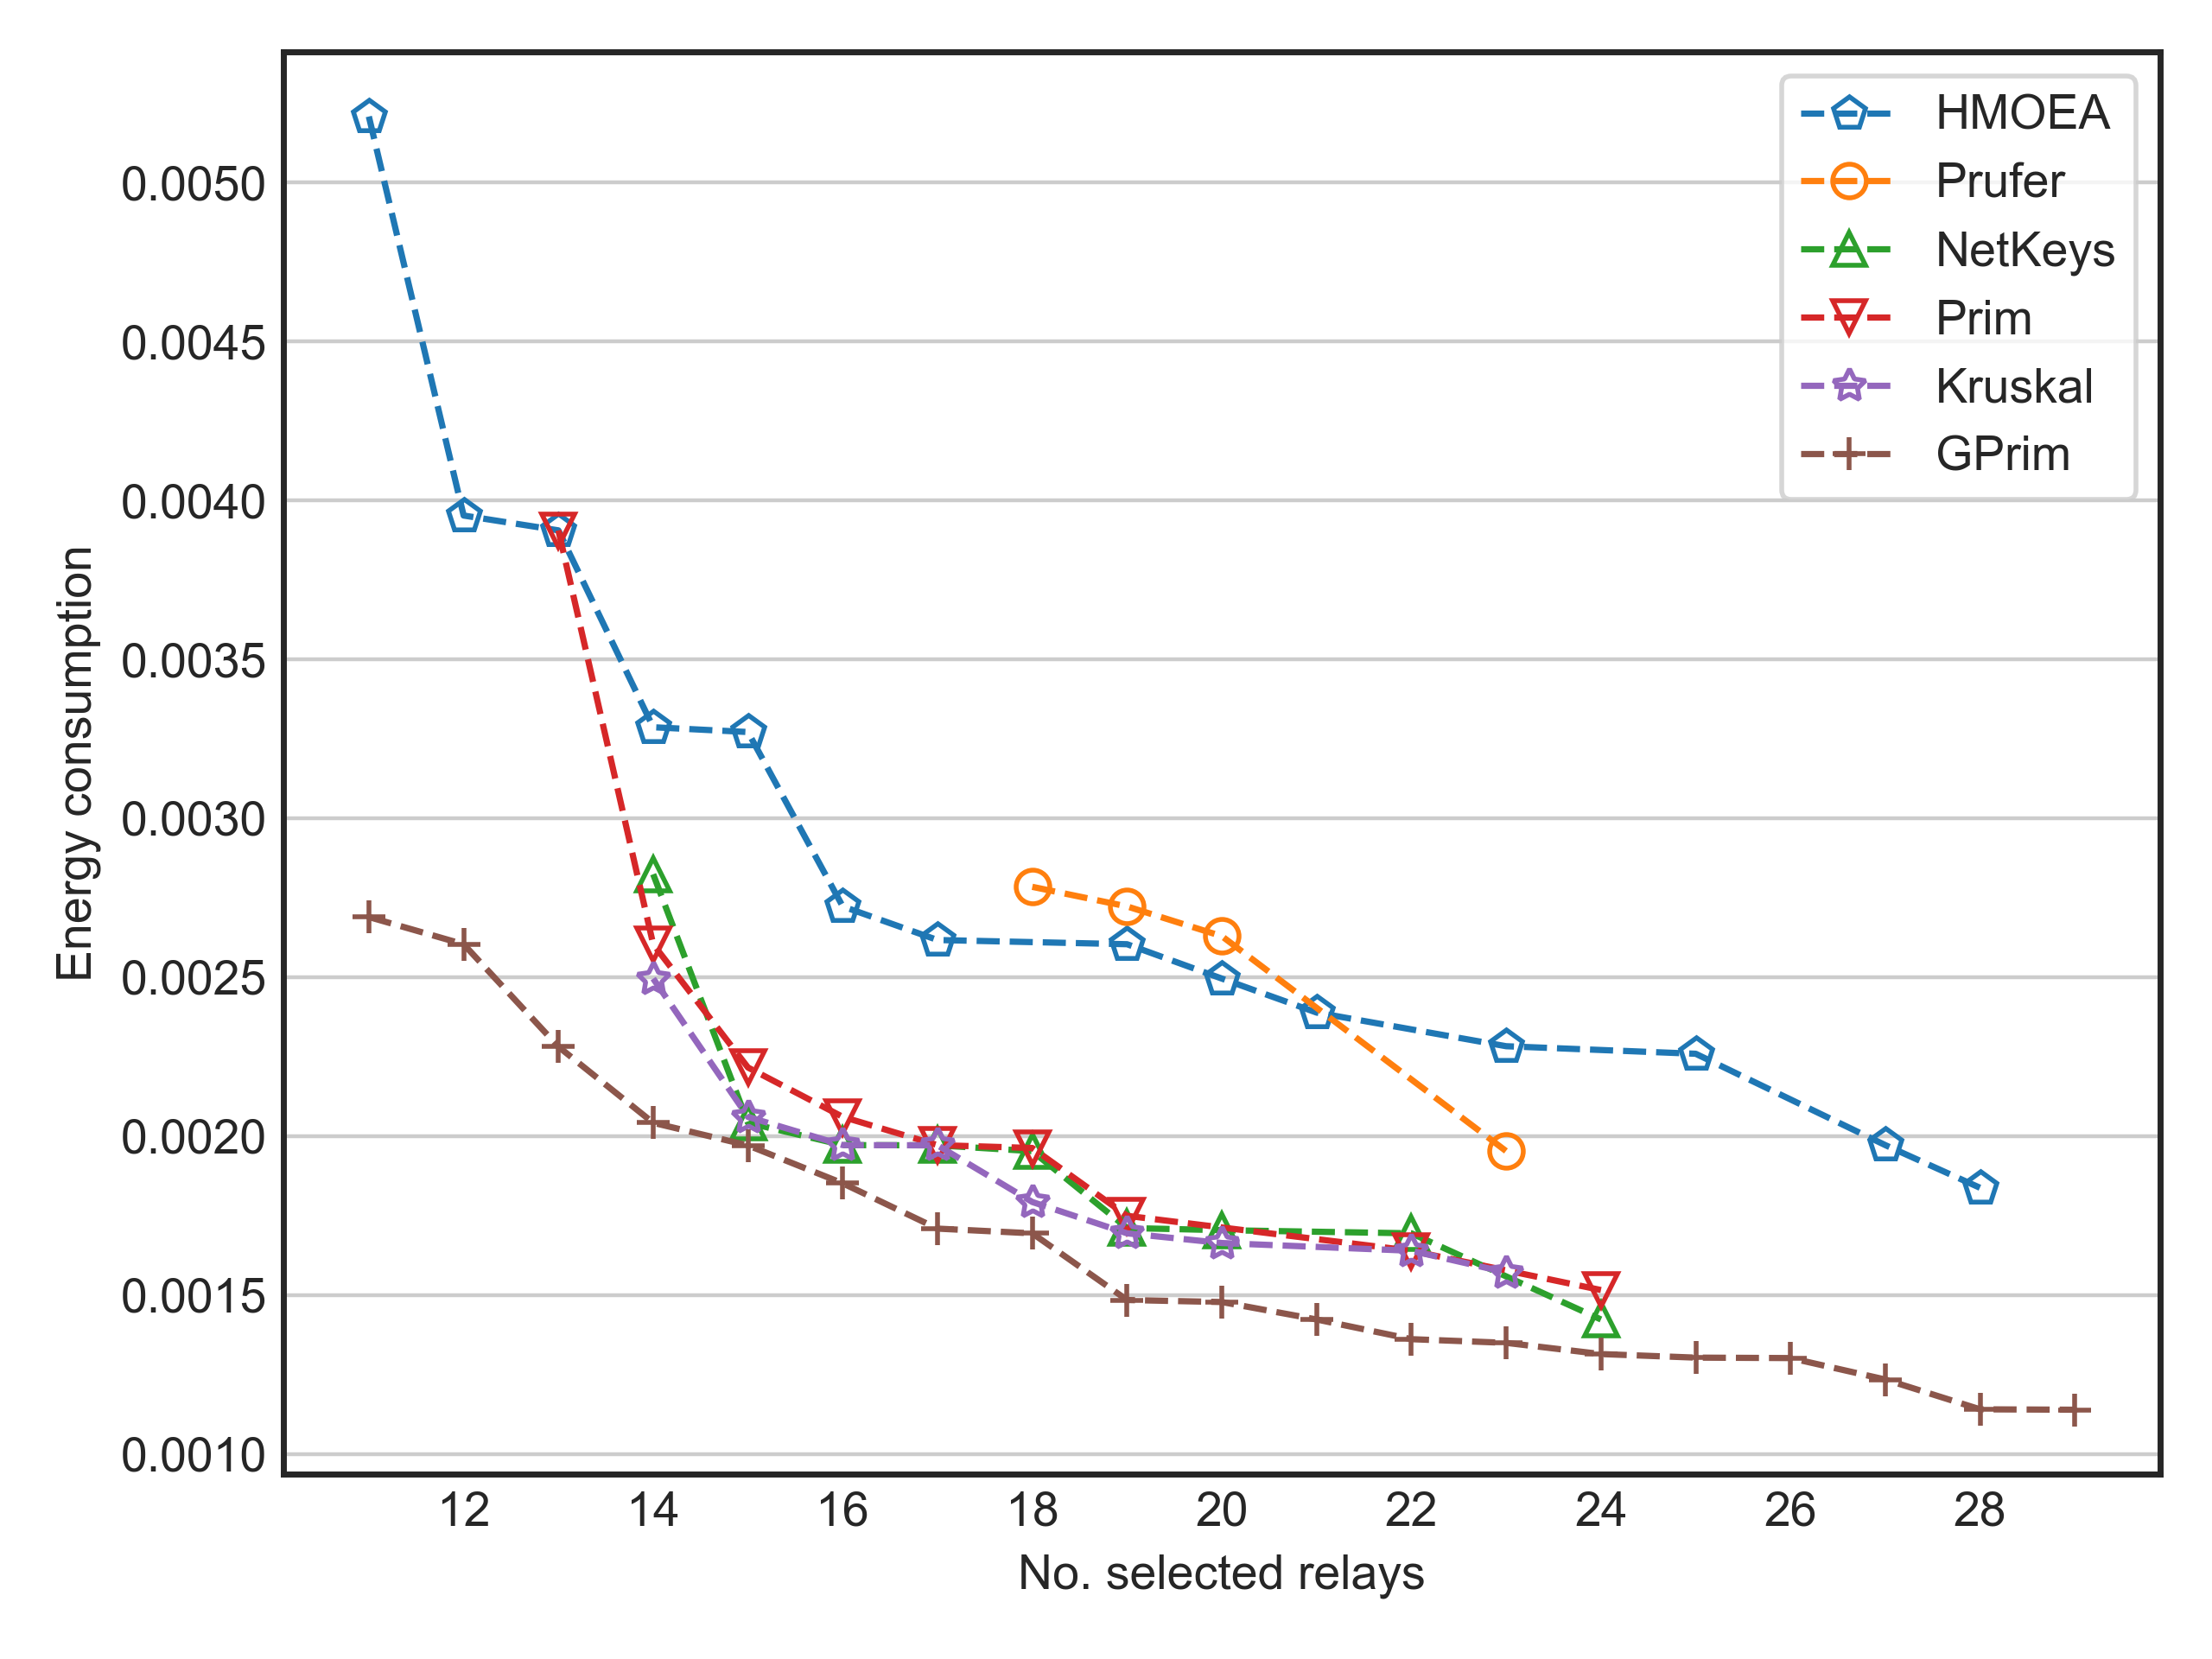 HMOEA
Prufer
NetKeys
Prim
Kruskal
GPrim
Energy consumption
0.0050
0.0045
0.0040
0.0035
0.0030
0.0025
0.0020
0.0015
0.0010
12 14 16 18 20 22 24 26 28
No. selected relays